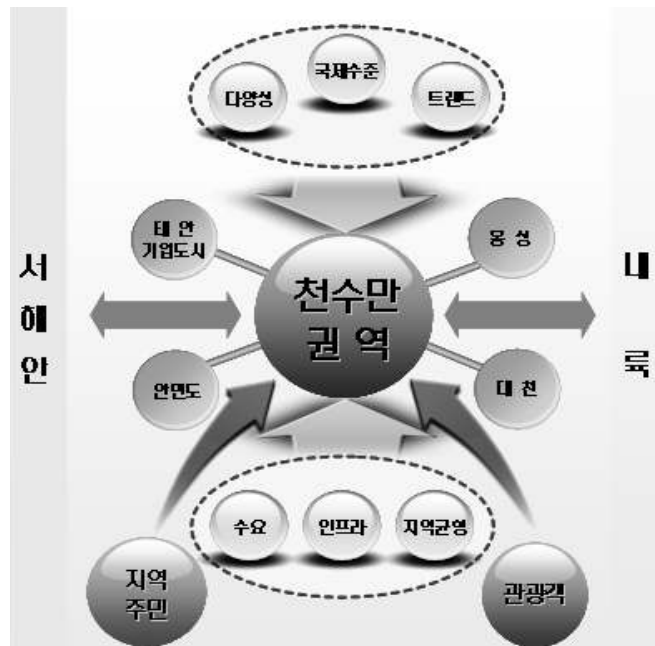 국제수준
다양성
트랜드
태 안
기업도시
몽 성
서
해
안
천수만
권 역
내
륙
안면도
대 천
수요
인프라
지역균형
지역
주민
관광객